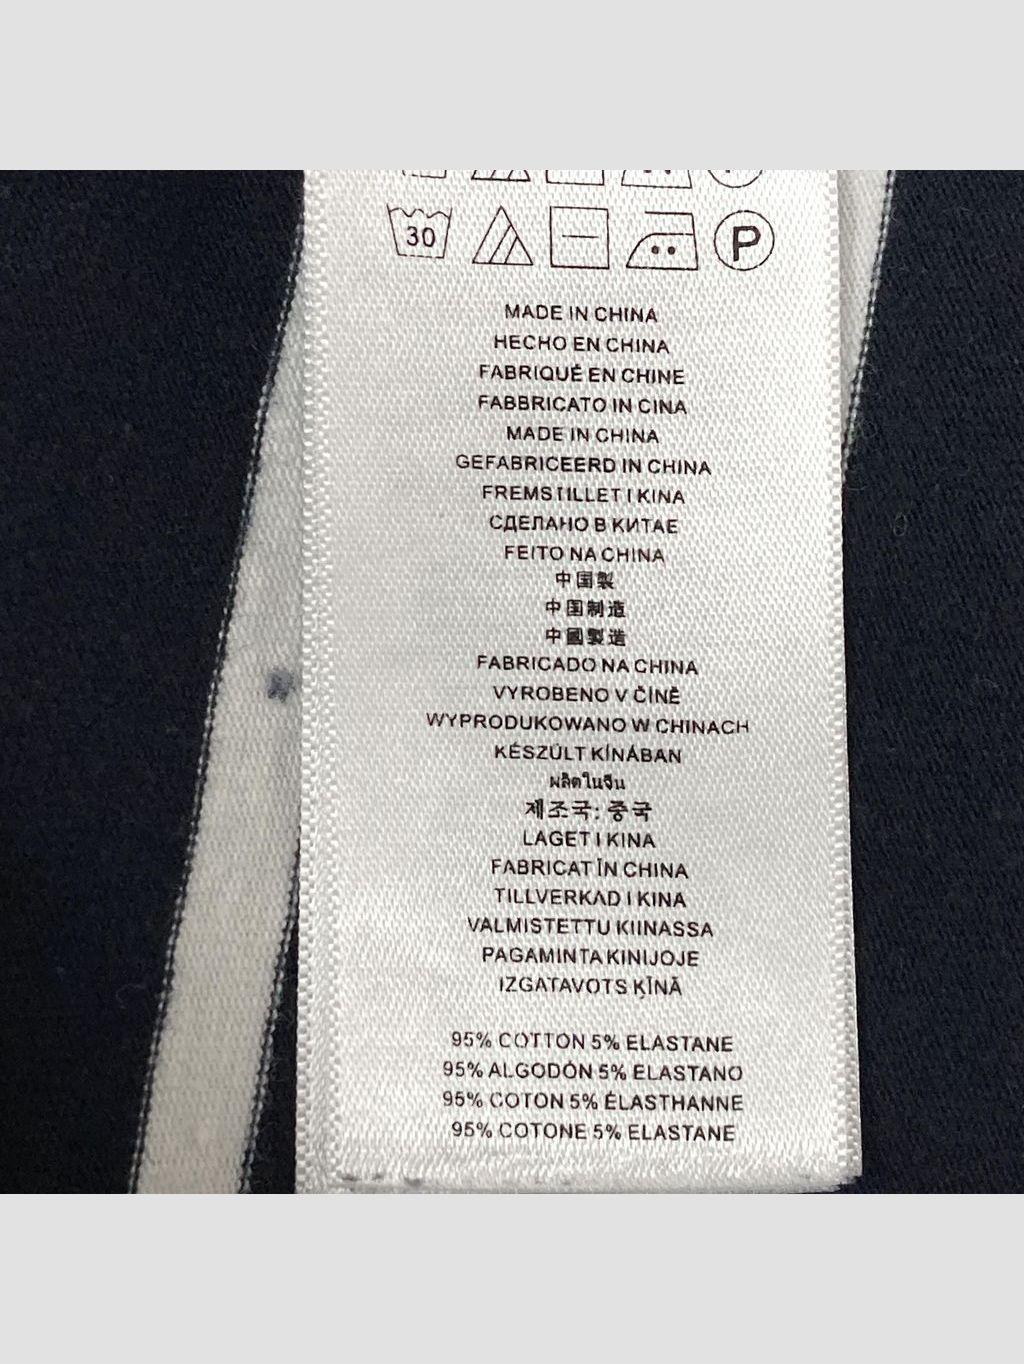 30 P
MADE IN CHINA
HECHO EN CHINA
FABRIQUÉ EN CHINE
FABBRICATO IN CINA
MADE IN CHINA
GEFABRICEERD IN CHINA
FREMSTILLET I KINA
СДЕЛАНО В КИТАЕ
FEITO NA CHINA
中国製
中国制造
中國製造
FABRICADO NA CHINA
VYROBENO V ČÍNĚ
WYPRODUKOWANO W CHINACH
KÉSZÜLT KÍNÁBAN
ผลิตในจีน
제조국: 중국
LAGET I KINA
FABRICAT ÎN CHINA
TILLVERKAD I KINA
VALMISTETTU KIINASSA
PAGAMINTA KINIJOJE
IZGATAVOTS ĶĪNĀ
95% COTTON 5% ELASTANE
95% ALGODÓN 5% ELASTANO
95% COTON 5% ÉLASTHANNE
95% COTONE 5% ELASTANE